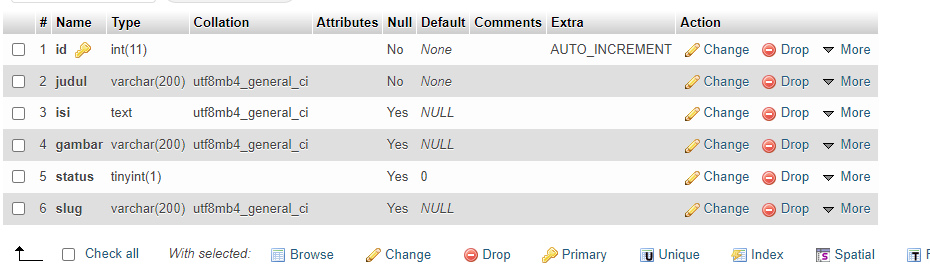 # Name Type Collation Attributes Null Default Comments Extra Action
1 id int(11) No None AUTO_INCREMENT Change Drop More
2 judul varchar(200) utf8mb4_general_ci No None Change Drop More
3 isi text utf8mb4_general_ci Yes NULL Change Drop More
4 gambar varchar(200) utf8mb4_general_ci Yes NULL Change Drop More
5 status tinyint(1) Yes 0 Change Drop More
6 slug varchar(200) utf8mb4_general_ci Yes NULL Change Drop More
Check all With selected: Browse Change Drop Primary Unique Index Spatial